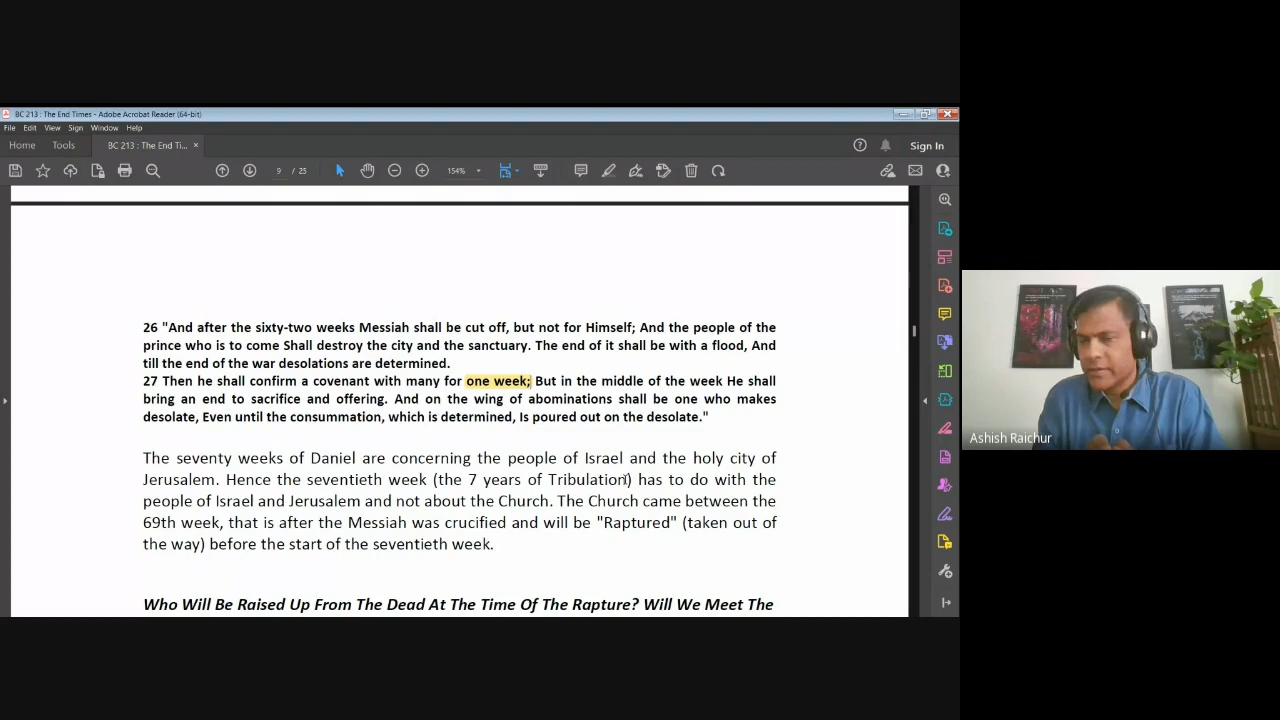 BC 213 : The End Times - Adobe Acrobat Reader (64-bit)
File Edit View Sign Window Help
Home Tools BC 213 : The End Ti... ×
Sign In
9 / 25
154%
26 "And after the sixty-two weeks Messiah shall be cut off, but not for Himself; And the people of the
prince who is to come Shall destroy the city and the sanctuary. The end of it shall be with a flood, And
till the end of the war desolations are determined.
27 Then he shall confirm a covenant with many for one week; But in the middle of the week He shall
bring an end to sacrifice and offering. And on the wing of abominations shall be one who makes
desolate, Even until the consummation, which is determined, Is poured out on the desolate."
The seventy weeks of Daniel are concerning the people of Israel and the holy city of
Jerusalem. Hence the seventieth week (the 7 years of Tribulation) has to do with the
people of Israel and Jerusalem and not about the Church. The Church came between the
69th week, that is after the Messiah was crucified and will be "Raptured" (taken out of
the way) before the start of the seventieth week.
Who Will Be Raised Up From The Dead At The Time Of The Rapture? Will We Meet The
Ashish Raichur